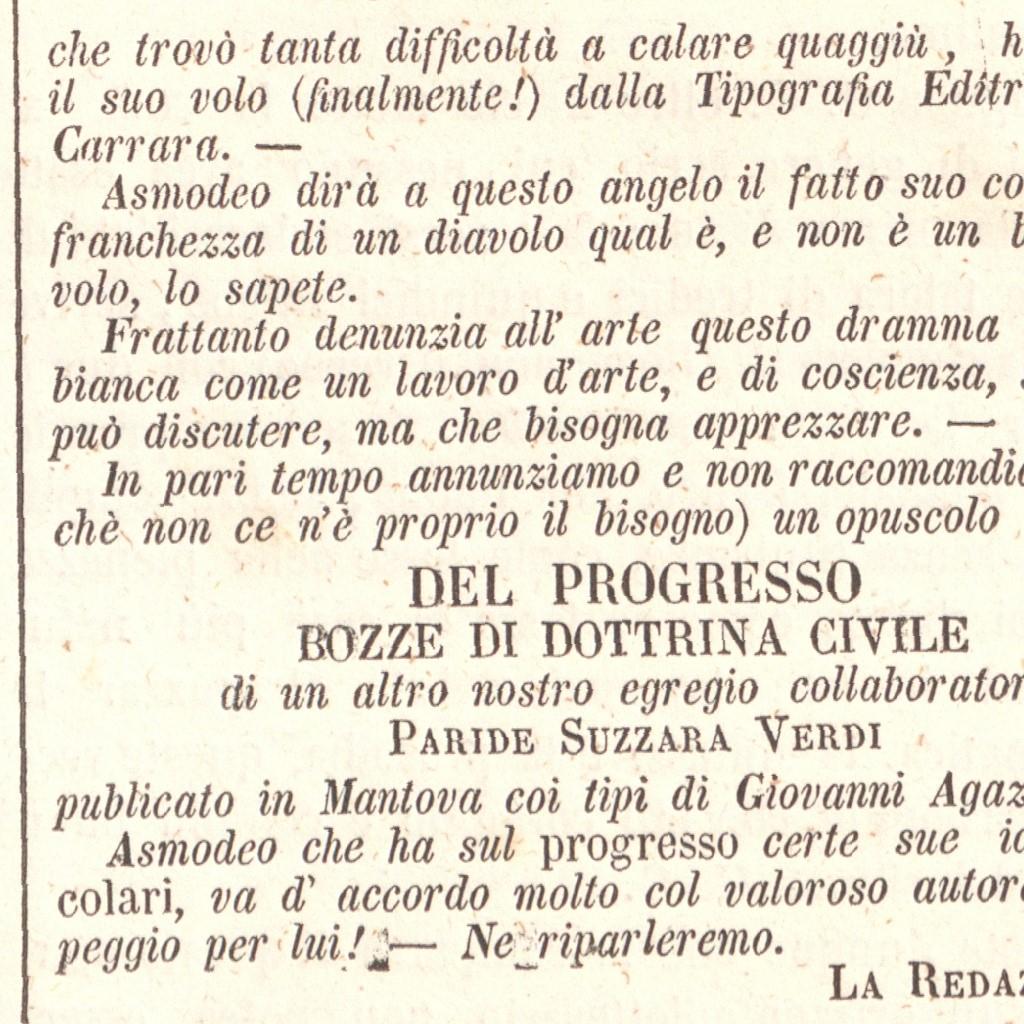 che trovò tanta difficoltà a calare quaggiù, h
il suo volo (finalmente!) dalla Tipografia Editr
Carrara. —
Asmodeo dirà a questo angelo il fatto suo co
franchezza di un diavolo qual è, e non è un b
volo, lo sapete.
Frattanto denunzia all' arte questo dramma
bianca come un lavoro d'arte, e di coscienza,
può discutere, ma che bisogna apprezzare. —
In pari tempo annunziamo e non raccomandia
chè non ce n'è proprio il bisogno) un opuscolo
DEL PROGRESSO
BOZZE DI DOTTRINA CIVILE
di un altro nostro egregio collaborator
PARIDE SUZZARA VERDI
publicato in Mantova coi tipi di Giovanni Agaz
Asmodeo che ha sul progresso certe sue id
colari, va d' accordo molto col valoroso autore
peggio per lui! — Ne riparleremo.
LA REDAZ